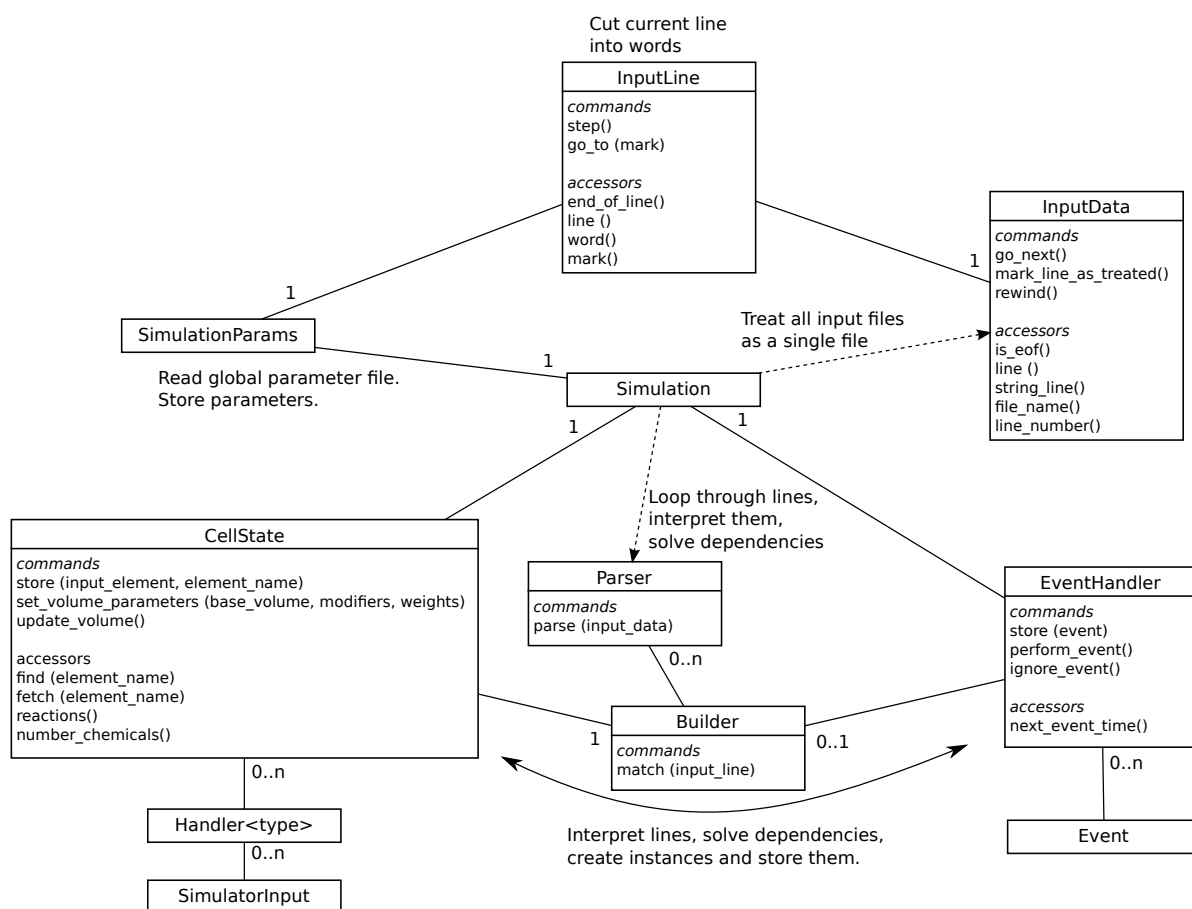 Cut current line
into words
InputLine
commands
step()
go_to (mark)
accessors
end_of_line()
line ()
word()
mark()
InputData
commands
go_next()
mark_line_as_treated()
rewind()
accessors
is_eof()
line ()
string_line()
file_name()
line_number()
1
1
SimulationParams
Read global parameter file.
Store parameters.
1
Treat all input files
as a single file
Simulation
1
1
Loop through lines,
interpret them,
solve dependencies
CellState
commands
store (input_element, element_name)
set_volume_parameters (base_volume, modifiers, weights)
update_volume()
accessors
find (element_name)
fetch (element_name)
reactions()
number_chemicals()
Parser
commands
parse (input_data)
0..n
EventHandler
commands
store (event)
perform_event()
ignore_event()
accessors
next_event_time()
Builder
commands
match (input_line)
1
0..1
0..n
0..n
Handler<type>
0..n
SimulatorInput
Interpret lines, solve dependencies,
create instances and store them.
Event